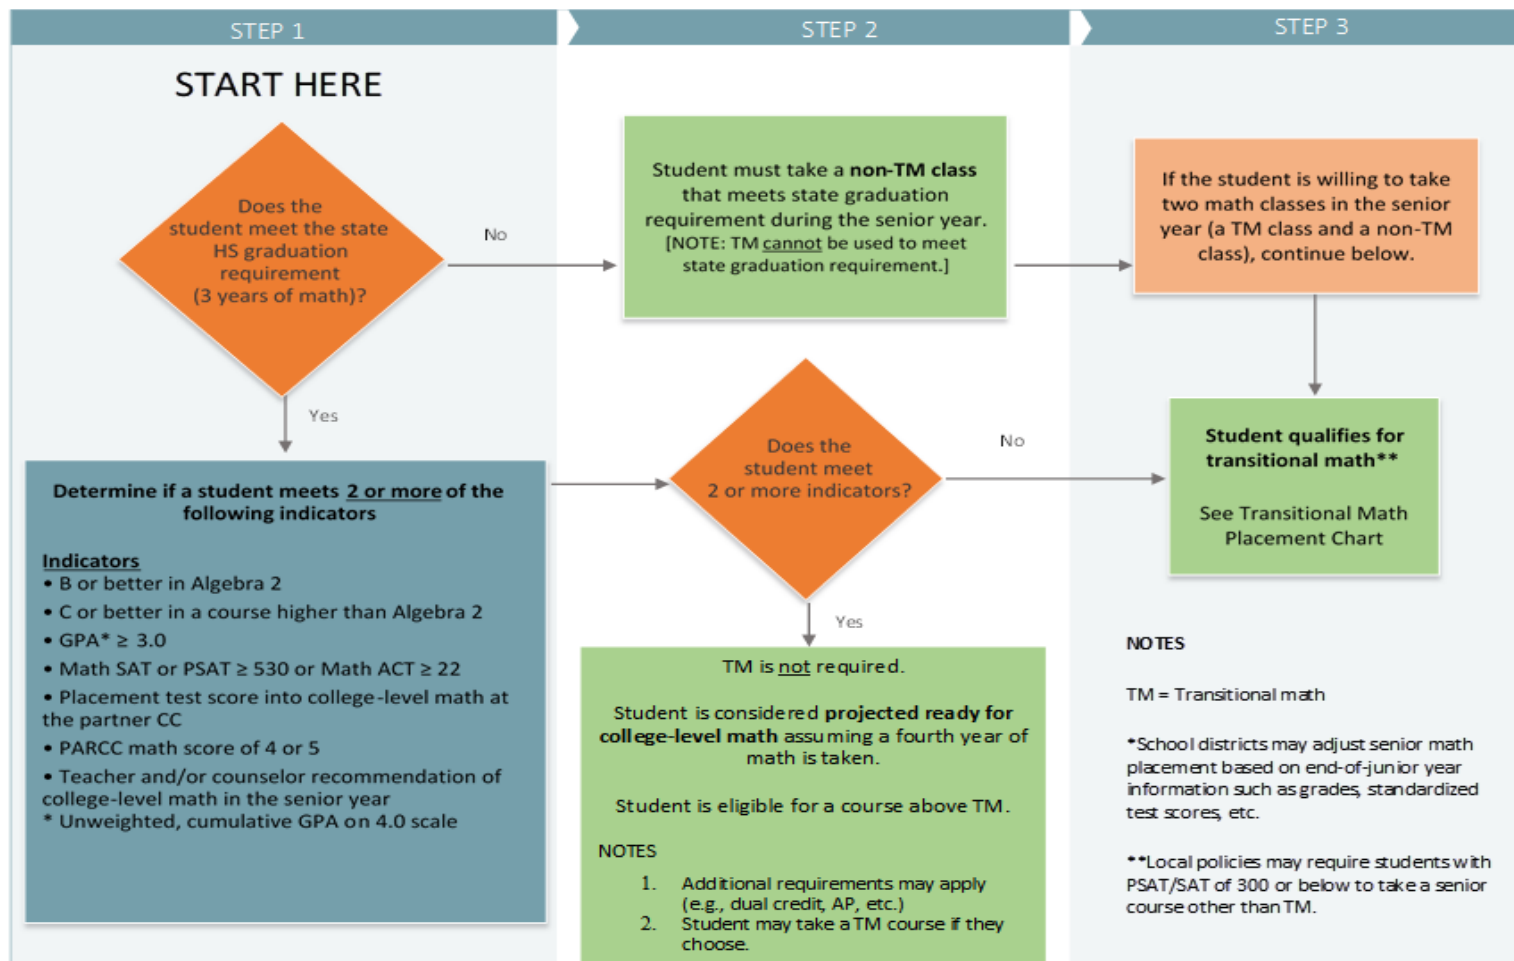 STEP 1
STEP 2
STEP 3
START HERE
Does the
student meet the state
HS graduation
requirement
(3 years of math)?
No
Yes
Student must take a non-TM class
that meets state graduation
requirement during the senior year.
[NOTE: TM cannot be used to meet
state graduation requirement.]
If the student is willing to take
two math classes in the senior
year (a TM class and a non-TM
class), continue below.
Determine if a student meets 2 or more of the
following indicators
Indicators
• B or better in Algebra 2
• C or better in a course higher than Algebra 2
• GPA* ≥ 3.0
• Math SAT or PSAT ≥ 530 or Math ACT ≥ 22
• Placement test score into college-level math at
the partner CC
• PARCC math score of 4 or 5
• Teacher and/or counselor recommendation of
college-level math in the senior year
* Unweighted, cumulative GPA on 4.0 scale
Does the
student meet
2 or more indicators?
No
Yes
Student qualifies for
transitional math**
See Transitional Math
Placement Chart
TM is not required.
Student is considered projected ready for
college-level math assuming a fourth year of
math is taken.
Student is eligible for a course above TM.
NOTES
1. Additional requirements may apply
(e.g., dual credit, AP, etc.)
2. Student may take a TM course if they
choose.
NOTES
TM = Transitional math
*School districts may adjust senior math
placement based on end-of-junior year
information such as grades, standardized
test scores, etc.
**Local policies may require students with
PSAT/SAT of 300 or below to take a senior
course other than TM.